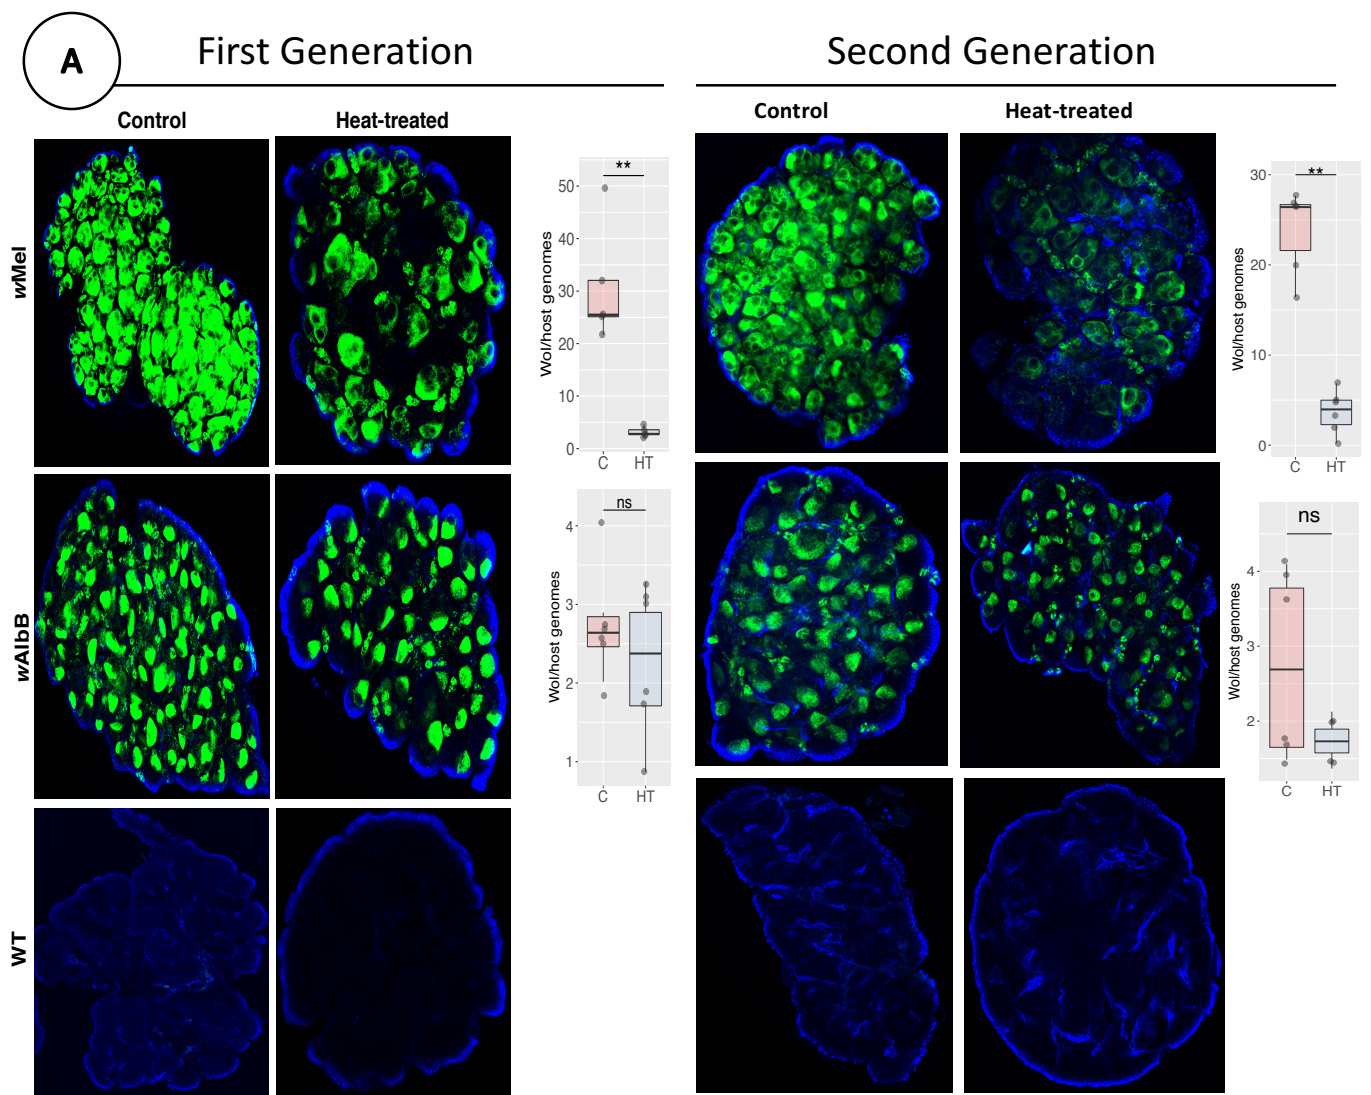 A
First Generation
Second Generation
Control
Heat-treated
Control
Heat-treated
wMel
Wol/host genomes
50
40
30
20
10
0
**
C
HT
Wol/host genomes
30
20
10
0
**
C
HT
wAlbB
Wol/host genomes
4
3
2
1
ns
C
HT
Wol/host genomes
4
3
2
ns
C
HT
WT